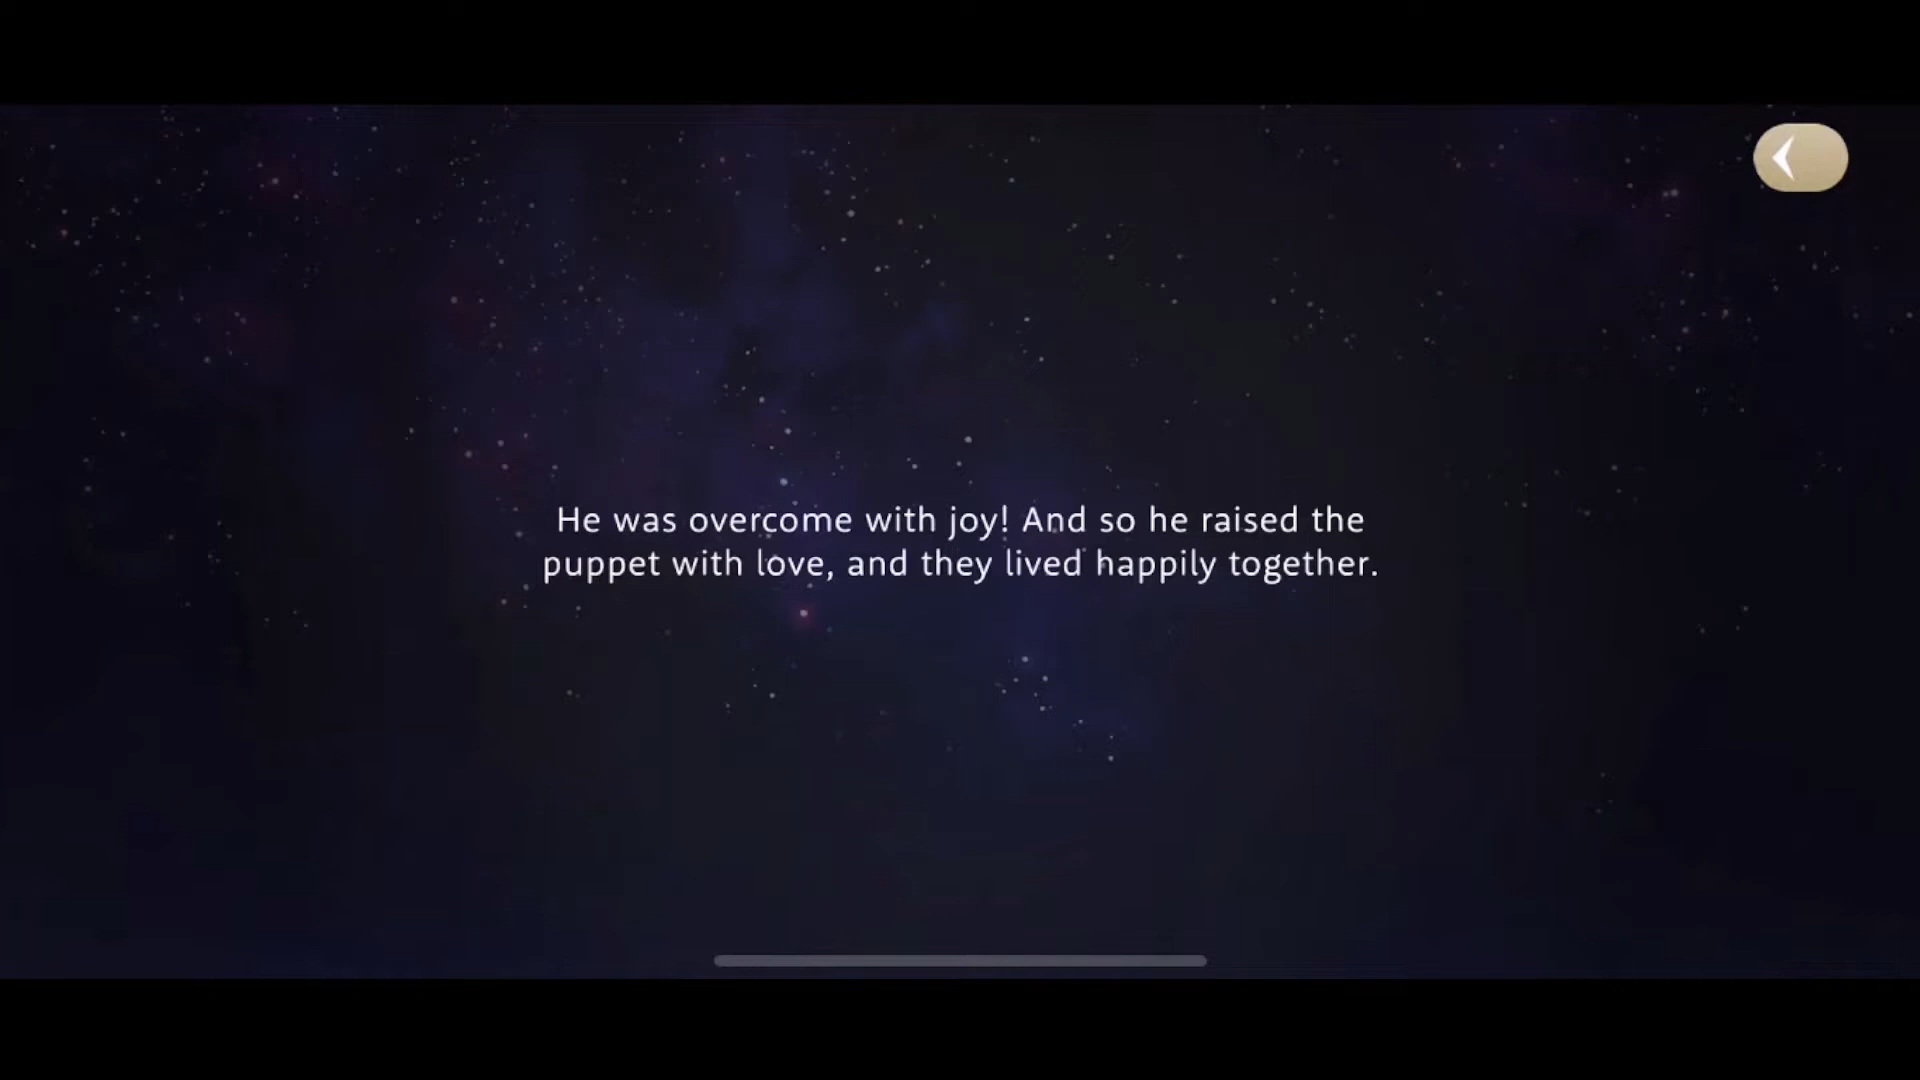 He was overcome with joy! And so he raised the
puppet with love, and they lived happily together.